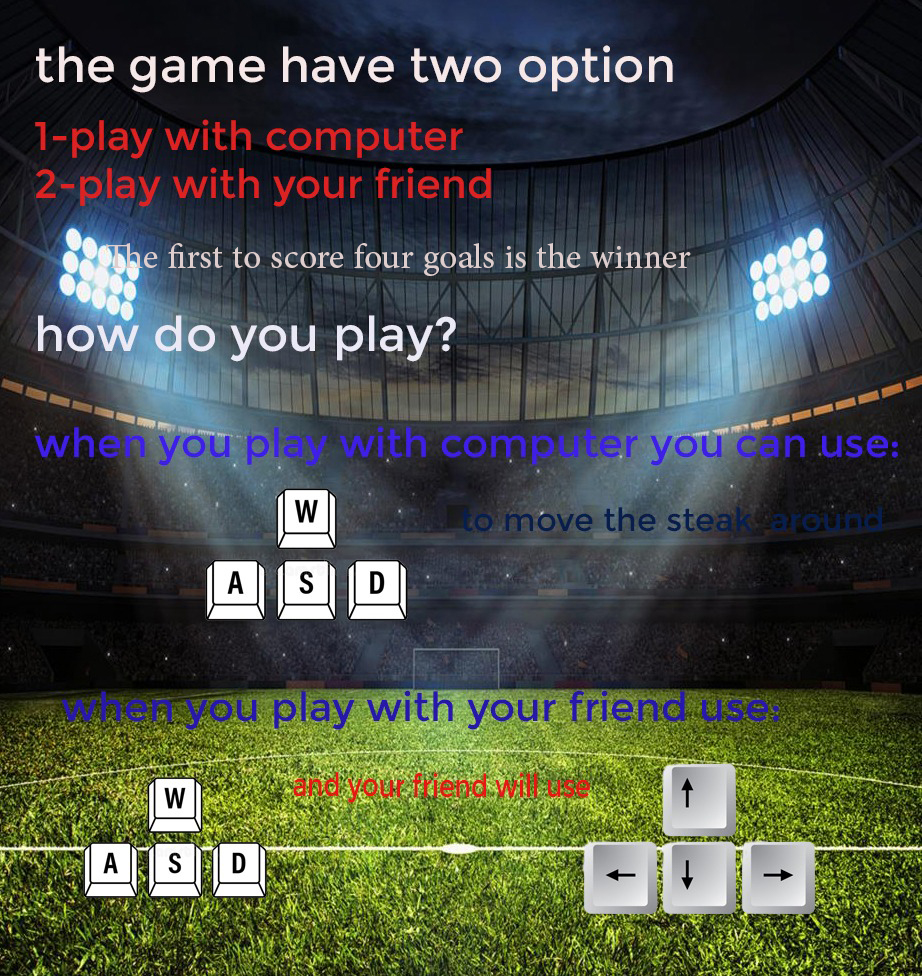 the game have two option
1-play with computer
2-play with your friend
The first to score four goals is the winner
how do you play?
when you play with computer you can use:
W
to move the steak around
A S D
when you play with your friend use:
and your friend will use
W
↑
A S D
← ↓ →